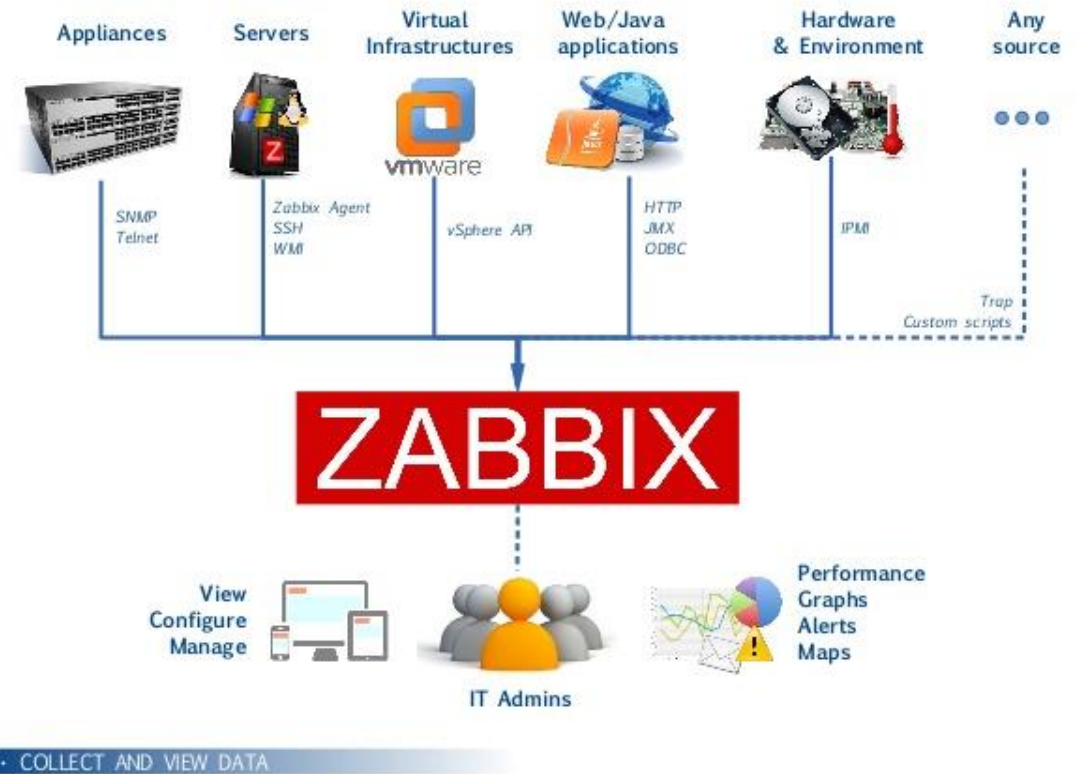 Appliances
Servers
Virtual
Infrastructures
Web/Java
applications
Hardware
& Environment
Any
source
Z
vmware
Java
SNMP
Telnet
Zabbix Agent
SSH
WMI
vSphere API
HTTP
JMX
ODBC
IPMI
Trap
Custom scripts
ZABBIX
View
Configure
Manage
IT Admins
Performance
Graphs
Alerts
Maps
!
· COLLECT AND VIEW DATA